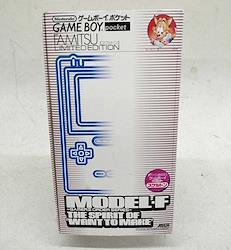 Nintendo ゲームボーイ ポケット
GAME BOY pocket
FAMITSU
LIMITED EDITION
MODEL-F
THE SPIRIT OF
"WANT TO MAKE"